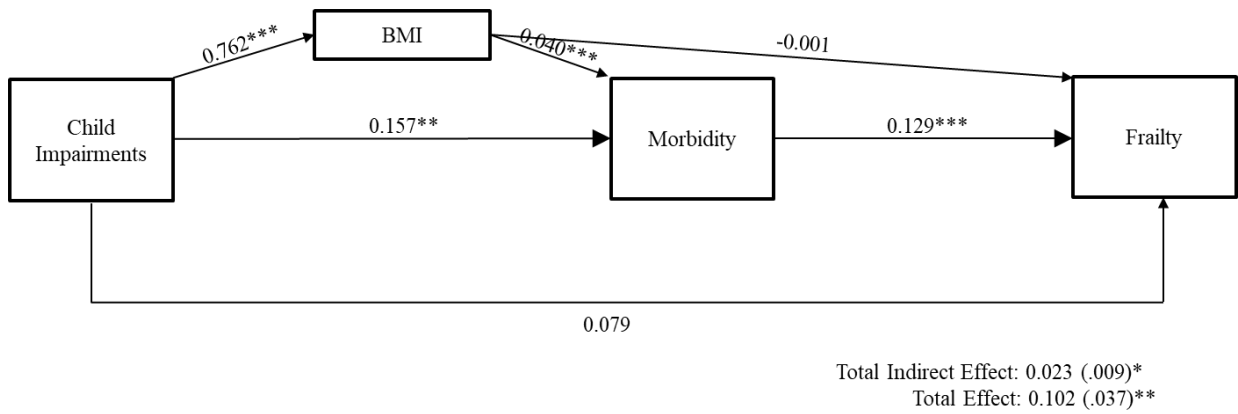 BMI
0.762***
0.040***
-0.001
Child
Impairments
0.157**
Morbidity
0.129***
Frailty
0.079
Total Indirect Effect: 0.023 (.009)*
Total Effect: 0.102 (.037)**